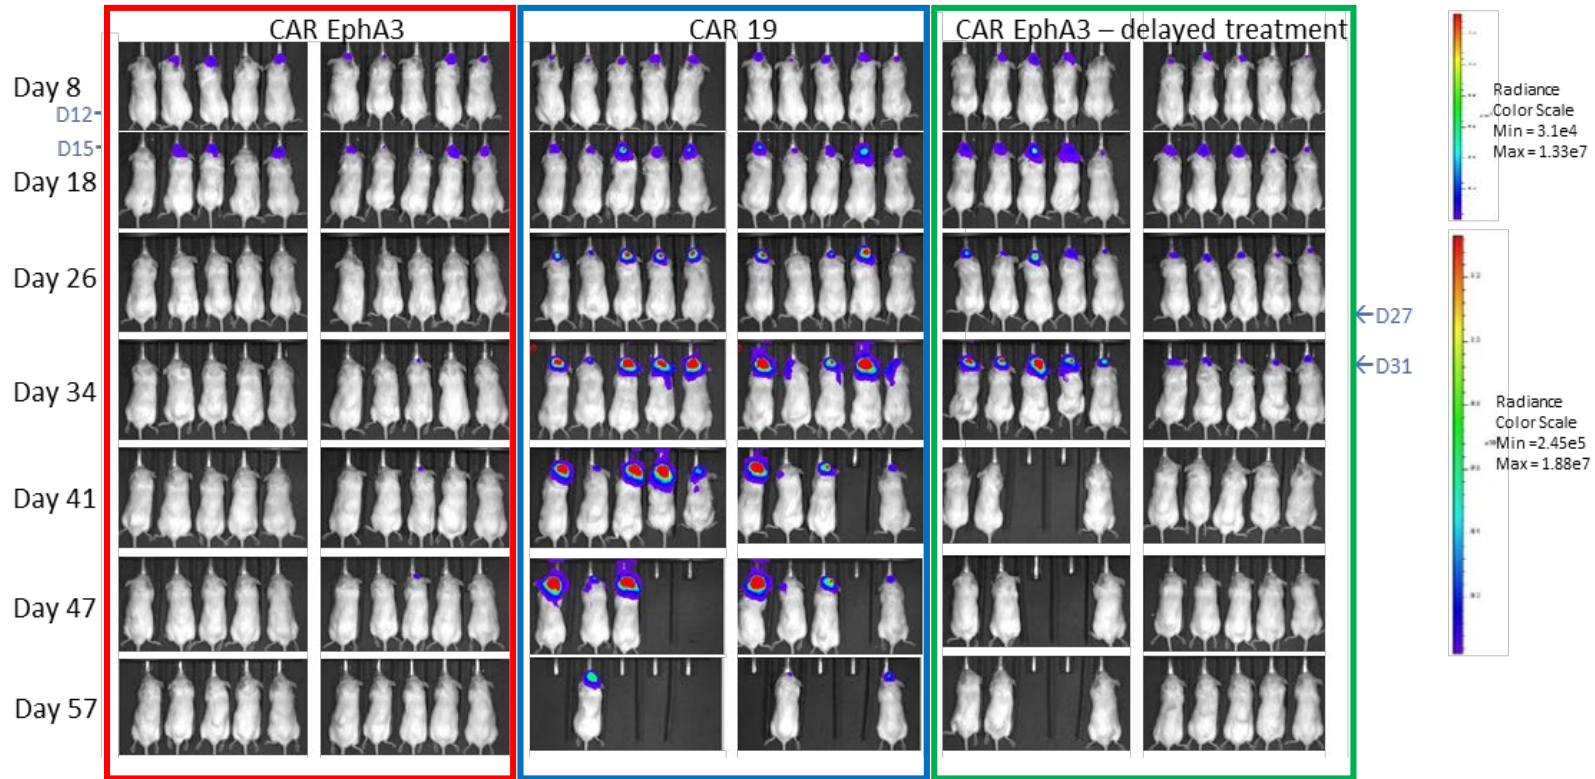 CAR EphA3
CAR 19
CAR EphA3 – delayed treatment
Day 8
D12
D15
Day 18
Day 26
D27
Day 34
D31
Day 41
Day 47
Day 57
Radiance
Color Scale
Min = 3.1e4
Max = 1.33e7
Radiance
Color Scale
Min =2.45e5
Max = 1.88e7